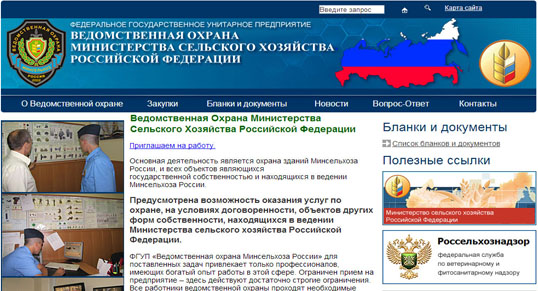 ФЕДЕРАЛЬНОЕ ГОСУДАРСТВЕННОЕ УНИТАРНОЕ ПРЕДПРИЯТИЕ
ВЕДОМСТВЕННАЯ ОХРАНА
МИНИСТЕРСТВА СЕЛЬСКОГО ХОЗЯЙСТВА
РОССИЙСКОЙ ФЕДЕРАЦИИ
Введите запрос
Карта сайта
О Ведомственной охране
Закупки
Бланки и документы
Новости
Вопрос-Ответ
Контакты
Ведомственная Охрана Министерства
Сельского Хозяйства Российской Федерации
Приглашаем на работу.
Основная деятельность является охрана зданий Минсельхоза
России, и всех объектов являющихся
государственной собственностью и находящихся в ведении
Минсельхоза России.
Предусмотрена возможность оказания услуг по
охране, на условиях договоренности, объектов других
форм собственности, находящихся в ведении
Министерства сельского хозяйства Российской
Федерации.
ФГУП «Ведомственная охрана Минсельхоза России» для
поставленных задач привлекает только профессионалов,
имеющих богатый опыт работы в этой сфере. Ограничен прием на
предприятие – здесь действуют достаточно строгие ограничения.
Все работники ведомственной охраны проходят необходимые
Бланки и документы
Список бланков и документов
Полезные ссылки
Министерство сельского хозяйства
Российской Федерации
Россельхознадзор
федеральная служба
по ветеринарному и
фитосанитарному надзору